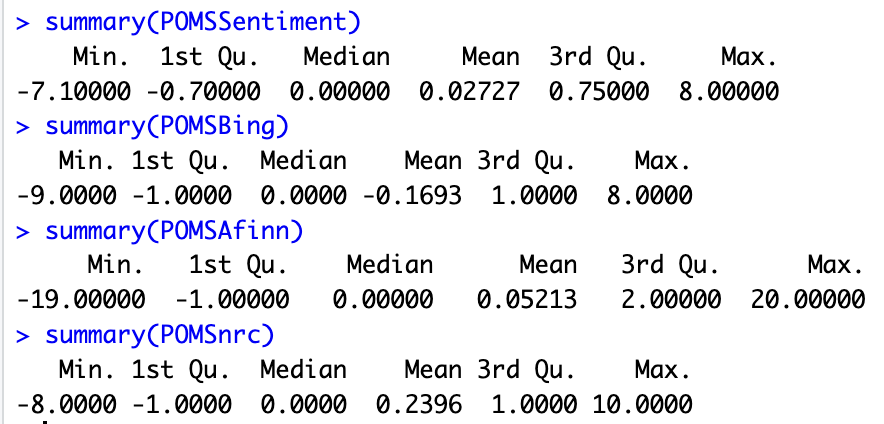 > summary(POMSSentiment)
Min. 1st Qu. Median Mean 3rd Qu. Max.
-7.10000 -0.70000 0.00000 0.02727 0.75000 8.00000
> summary(POMSBing)
Min. 1st Qu. Median Mean 3rd Qu. Max.
-9.0000 -1.0000 0.0000 -0.1693 1.0000 8.0000
> summary(POMSAfinn)
Min. 1st Qu. Median Mean 3rd Qu. Max.
-19.00000 -1.00000 0.00000 0.05213 2.00000 20.00000
> summary(POMSnrc)
Min. 1st Qu. Median Mean 3rd Qu. Max.
-8.0000 -1.0000 0.0000 0.2396 1.0000 10.0000